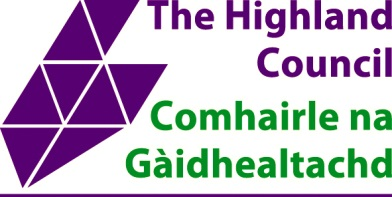 The Highland
Council
Comhairle na
Gàidhealtachd